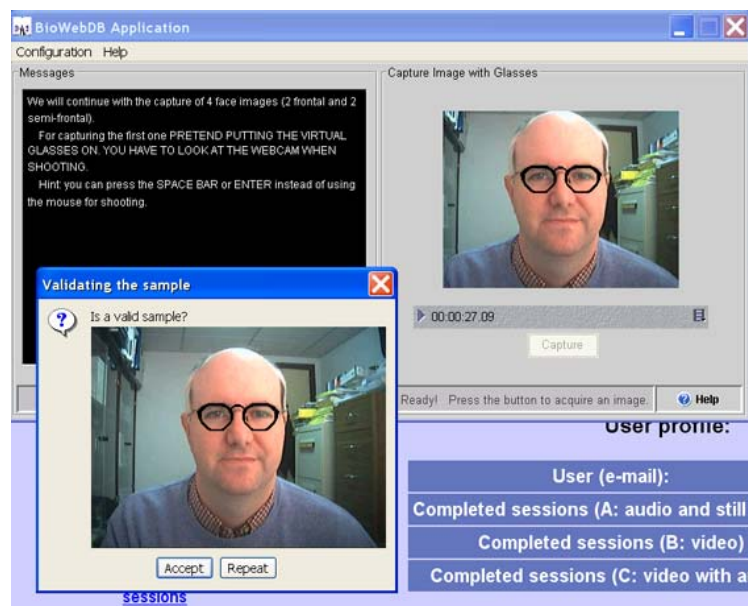 BioWebDB Application
Configuration Help
Messages
We will continue with the capture of 4 face images (2 frontal and 2
semi-frontal).
For capturing the first one PRETEND PUTTING THE VIRTUAL
GLASSES ON. YOU HAVE TO LOOK AT THE WEBCAM WHEN
SHOOTING.
Hint: you can press the SPACE BAR or ENTER instead of using
the mouse for shooting.
Capture Image with Glasses
00:00:27.09
Capture
Ready! Press the button to acquire an image.
Help
Validating the sample
Is a valid sample?
Accept Repeat
User profile:
User (e-mail):
Completed sessions (A: audio and still
Completed sessions (B: video)
Completed sessions (C: video with a
sessions